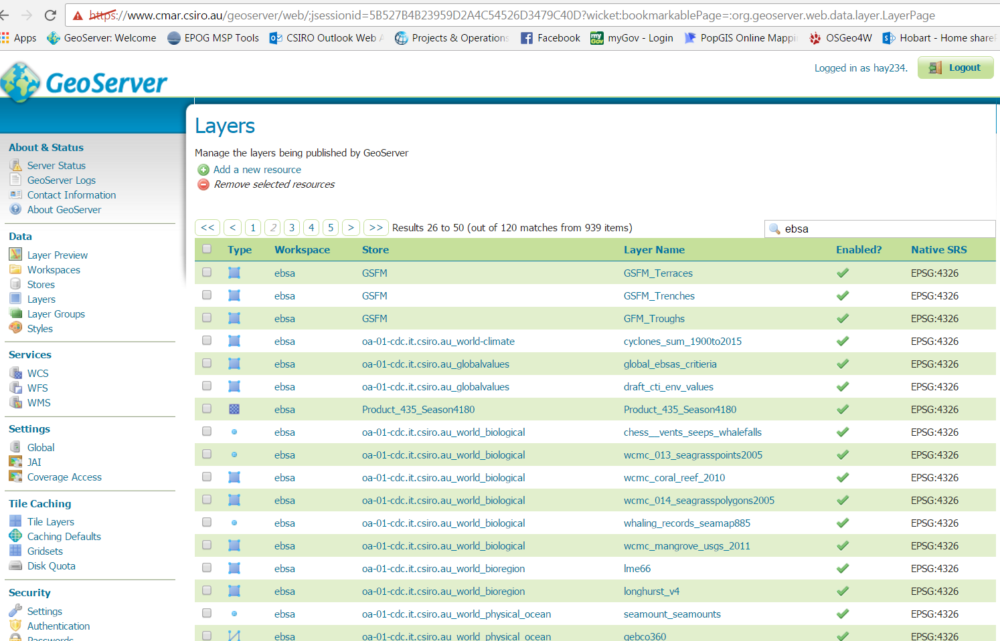 https://www.cmar.csiro.au/geoserver/web/;jsessionid=5B527B4B23959D2A4C54526D3479C40D?wicket:bookmarkablePage=:org.geoserver.web.data.layer.LayerPage
Apps GeoServer: Welcome EPOG MSP Tools CSIRO Outlook Web A Projects & Operations Facebook myGov - Login PopGIS Online Mappi OSGeo4W Hobart - Home share
GeoServer
Logged in as hay234. Logout
About & Status
Server Status
GeoServer Logs
Contact Information
About GeoServer
Data
Layer Preview
Workspaces
Stores
Layers
Layer Groups
Styles
Services
WCS
WFS
WMS
Settings
Global
JAI
Coverage Access
Tile Caching
Tile Layers
Caching Defaults
Gridsets
Disk Quota
Security
Settings
Authentication
Passwords
Layers
Manage the layers being published by GeoServer
Add a new resource
Remove selected resources
<< < 1 2 3 4 5 > >> Results 26 to 50 (out of 120 matches from 939 items) ebsa
Type Workspace Store Layer Name Enabled? Native SRS
ebsa GSFM GSFM_Terraces EPSG:4326
ebsa GSFM GSFM_Trenches EPSG:4326
ebsa GSFM GFM_Troughs EPSG:4326
ebsa oa-01-cdc.it.csiro.au_world-climate cyclones_sum_1900to2015 EPSG:4326
ebsa oa-01-cdc.it.csiro.au_globalvalues global_ebsas_critieria EPSG:4326
ebsa oa-01-cdc.it.csiro.au_globalvalues draft_cti_env_values EPSG:4326
ebsa Product_435_Season4180 Product_435_Season4180 EPSG:4326
ebsa oa-01-cdc.it.csiro.au_world_biological chess__vents_seeps_whalefalls EPSG:4326
ebsa oa-01-cdc.it.csiro.au_world_biological wcmc_013_seagrasspoints2005 EPSG:4326
ebsa oa-01-cdc.it.csiro.au_world_biological wcmc_coral_reef_2010 EPSG:4326
ebsa oa-01-cdc.it.csiro.au_world_biological wcmc_014_seagrasspolygons2005 EPSG:4326
ebsa oa-01-cdc.it.csiro.au_world_biological whaling_records_seamap885 EPSG:4326
ebsa oa-01-cdc.it.csiro.au_world_biological wcmc_mangrove_usgs_2011 EPSG:4326
ebsa oa-01-cdc.it.csiro.au_world_bioregion lme66 EPSG:4326
ebsa oa-01-cdc.it.csiro.au_world_bioregion longhurst_v4 EPSG:4326
ebsa oa-01-cdc.it.csiro.au_world_physical_ocean seamount_seamounts EPSG:4326
ebsa oa-01-cdc.it.csiro.au_world_physical_ocean gebco360 EPSG:4326